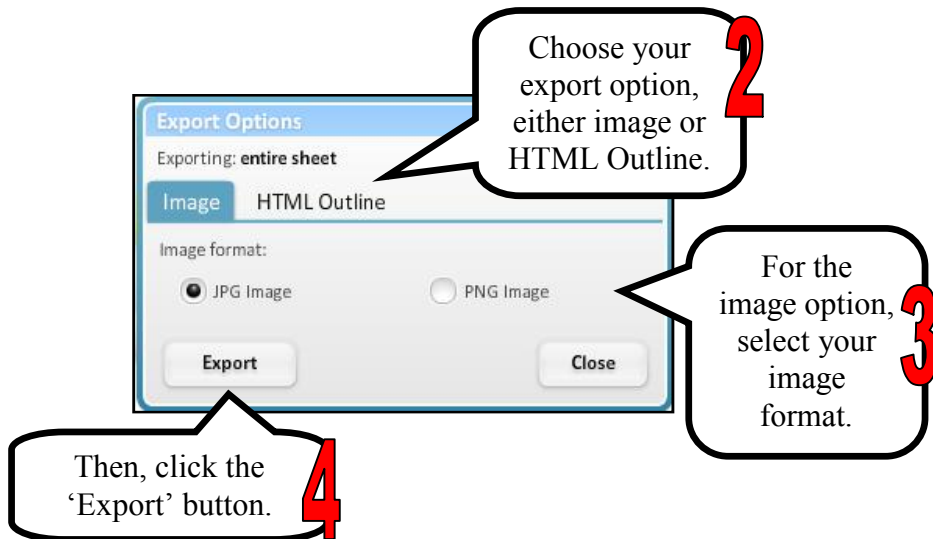 Choose your
export option,
either image or
HTML Outline.
2
Export Options
Exporting: entire sheet
Image HTML Outline
Image format:
JPG Image PNG Image
Export Close
For the
image option,
select your
image
format.
3
Then, click the
‘Export’ button.
4